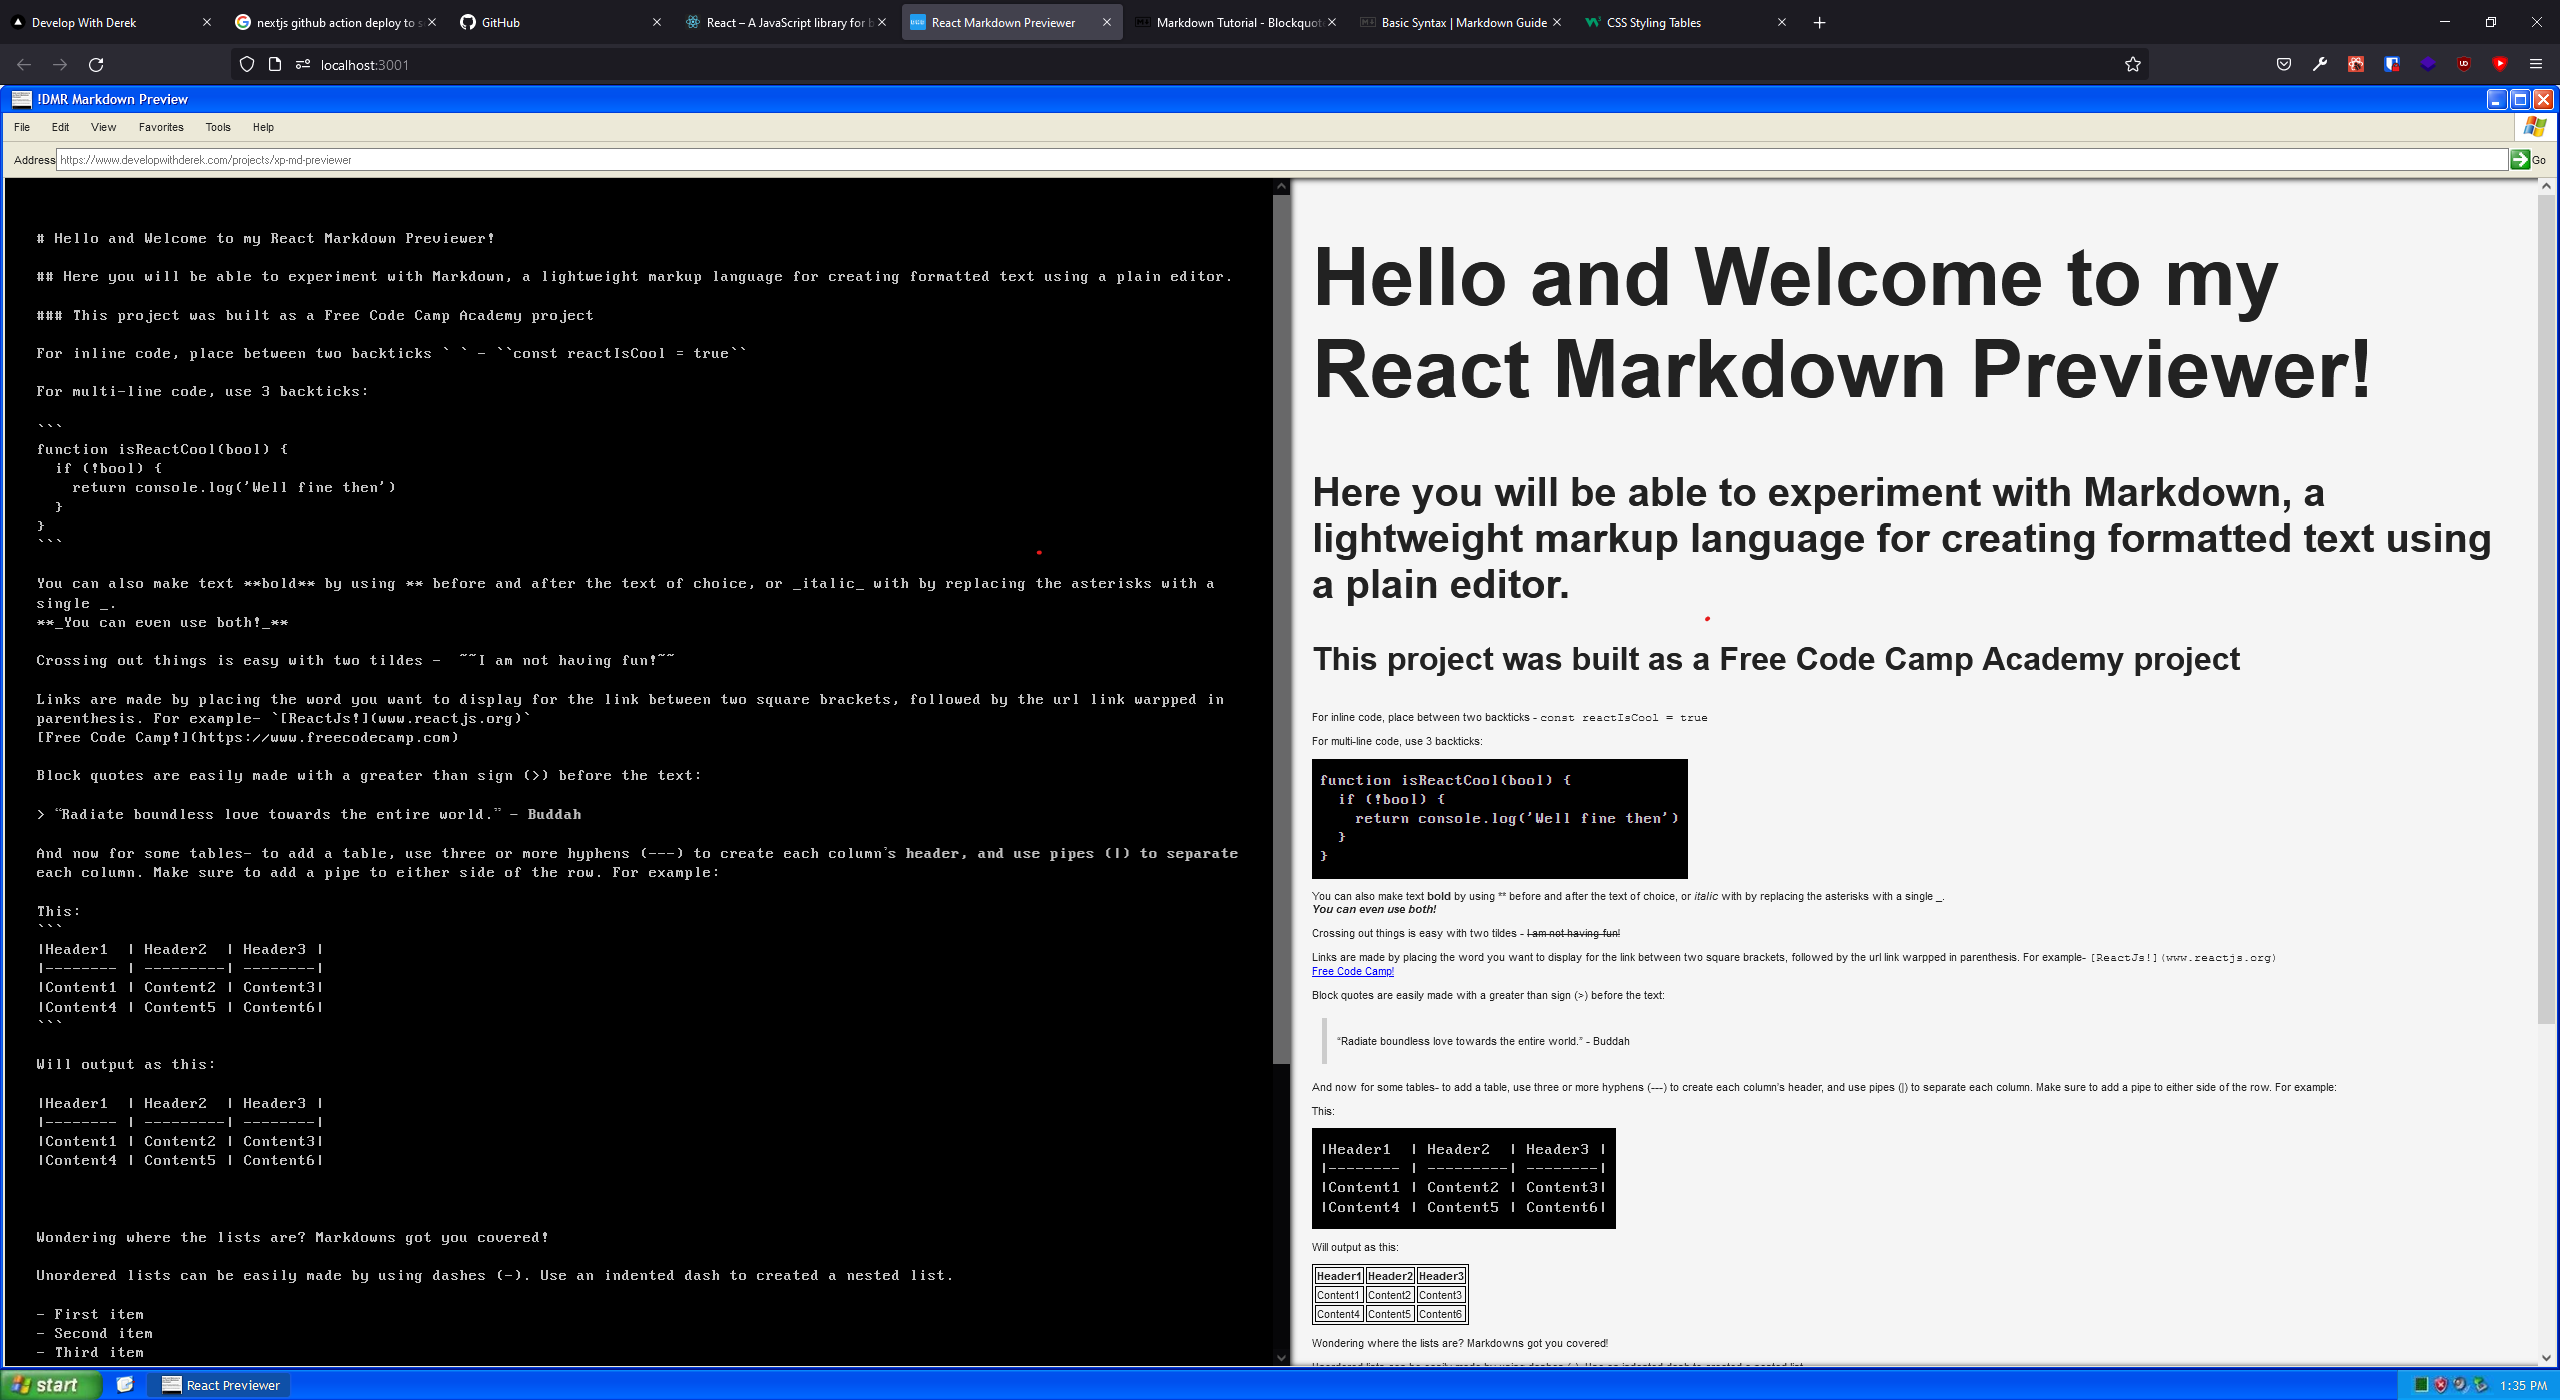 Develop With Derek
nextjs github action deploy to s
GitHub
React – A JavaScript library for b
React Markdown Previewer
Markdown Tutorial - Blockquot
Basic Syntax | Markdown Guide
CSS Styling Tables
localhost:3001
!DMR Markdown Preview
File Edit View Favorites Tools Help
Address https://www.developwithderek.com/projects/xp-md-previewer Go
# Hello and Welcome to my React Markdown Previewer!
## Here you will be able to experiment with Markdown, a lightweight markup language for creating formatted text using a plain editor.
### This project was built as a Free Code Camp Academy project
For inline code, place between two backticks ` ` - ``const reactIsCool = true``
For multi-line code, use 3 backticks:
```
function isReactCool(bool) {
  if (!bool) {
    return console.log('Well fine then')
  }
}
```
You can also make text **bold** by using ** before and after the text of choice, or _italic_ with by replacing the asterisks with a
single _.
**_You can even use both!_**
Crossing out things is easy with two tildes -  ~~I am not having fun!~~
Links are made by placing the word you want to display for the link between two square brackets, followed by the url link warpped in
parenthesis. For example- `[ReactJs!](www.reactjs.org)`
[Free Code Camp!](https://www.freecodecamp.com)
Block quotes are easily made with a greater than sign (>) before the text:
> “Radiate boundless love towards the entire world.” - Buddah
And now for some tables- to add a table, use three or more hyphens (---) to create each column’s header, and use pipes (|) to separate
each column. Make sure to add a pipe to either side of the row. For example:
This:
```
|Header1  | Header2  | Header3 |
|-------- | ---------| --------|
|Content1 | Content2 | Content3|
|Content4 | Content5 | Content6|
```
Will output as this:
|Header1  | Header2  | Header3 |
|-------- | ---------| --------|
|Content1 | Content2 | Content3|
|Content4 | Content5 | Content6|
Wondering where the lists are? Markdowns got you covered!
Unordered lists can be easily made by using dashes (-). Use an indented dash to created a nested list.
- First item
- Second item
- Third item
Hello and Welcome to my
React Markdown Previewer!
Here you will be able to experiment with Markdown, a
lightweight markup language for creating formatted text using
a plain editor.
This project was built as a Free Code Camp Academy project
For inline code, place between two backticks - const reactIsCool = true
For multi-line code, use 3 backticks:
function isReactCool(bool) {
  if (!bool) {
    return console.log('Well fine then')
  }
}
You can also make text bold by using ** before and after the text of choice, or italic with by replacing the asterisks with a single _.
You can even use both!
Crossing out things is easy with two tildes - I am not having fun!
Links are made by placing the word you want to display for the link between two square brackets, followed by the url link warpped in parenthesis. For example- [ReactJs!](www.reactjs.org)
Free Code Camp!
Block quotes are easily made with a greater than sign (>) before the text:
“Radiate boundless love towards the entire world.” - Buddah
And now for some tables- to add a table, use three or more hyphens (---) to create each column’s header, and use pipes (|) to separate each column. Make sure to add a pipe to either side of the row. For example:
This:
|Header1  | Header2  | Header3 |
|-------- | ---------| --------|
|Content1 | Content2 | Content3|
|Content4 | Content5 | Content6|
Will output as this:
Header1 Header2 Header3
Content1 Content2 Content3
Content4 Content5 Content6
Wondering where the lists are? Markdowns got you covered!
Unordered lists can be easily made by using dashes (-). Use an indented dash to created a nested list.
start
React Previewer
1:35 PM